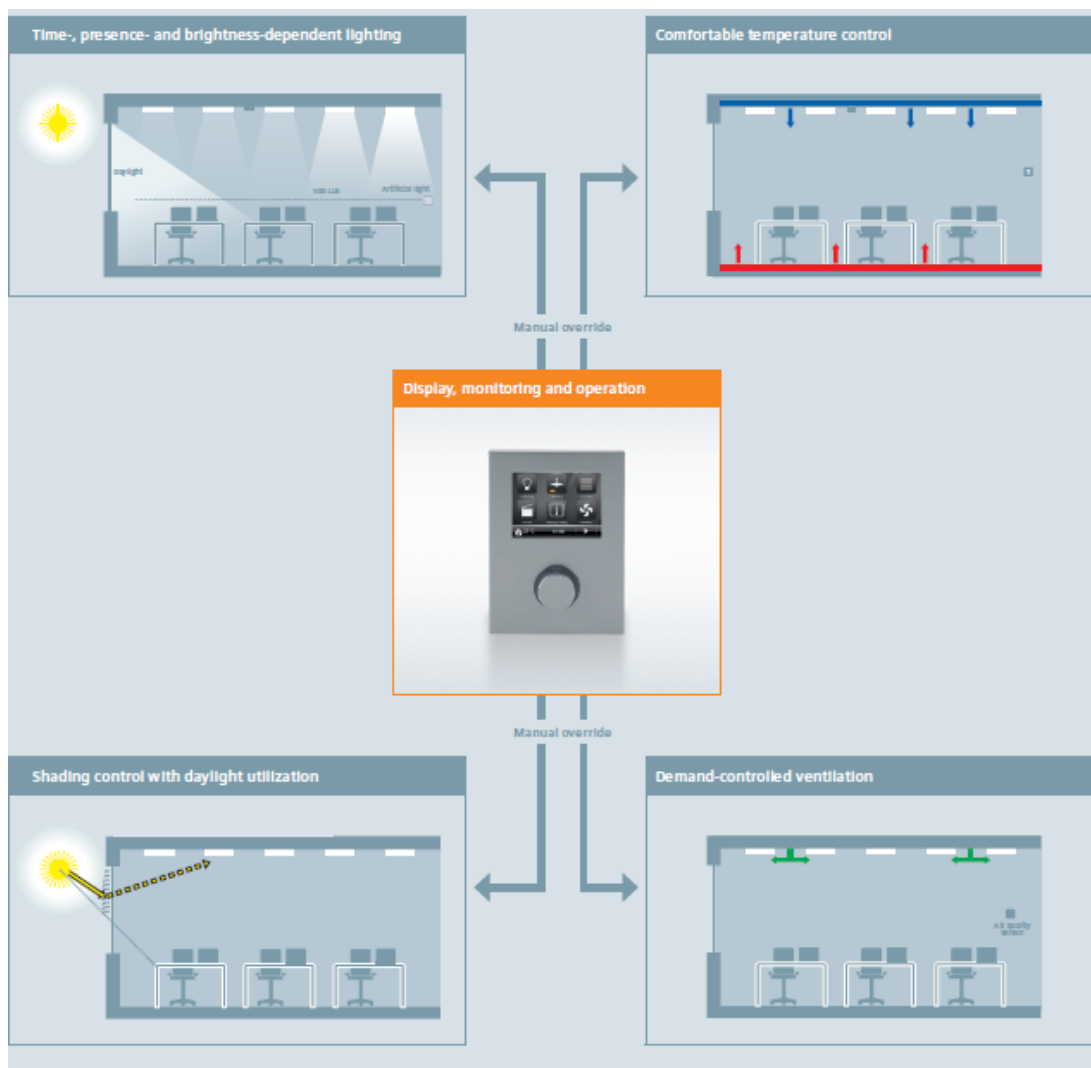 Time-, presence- and brightness-dependent lighting
Comfortable temperature control
Daylight
Artificial light
Manual override
Display, monitoring and operation
Manual override
Shading control with daylight utilization
Demand-controlled ventilation
Air quality
sensor